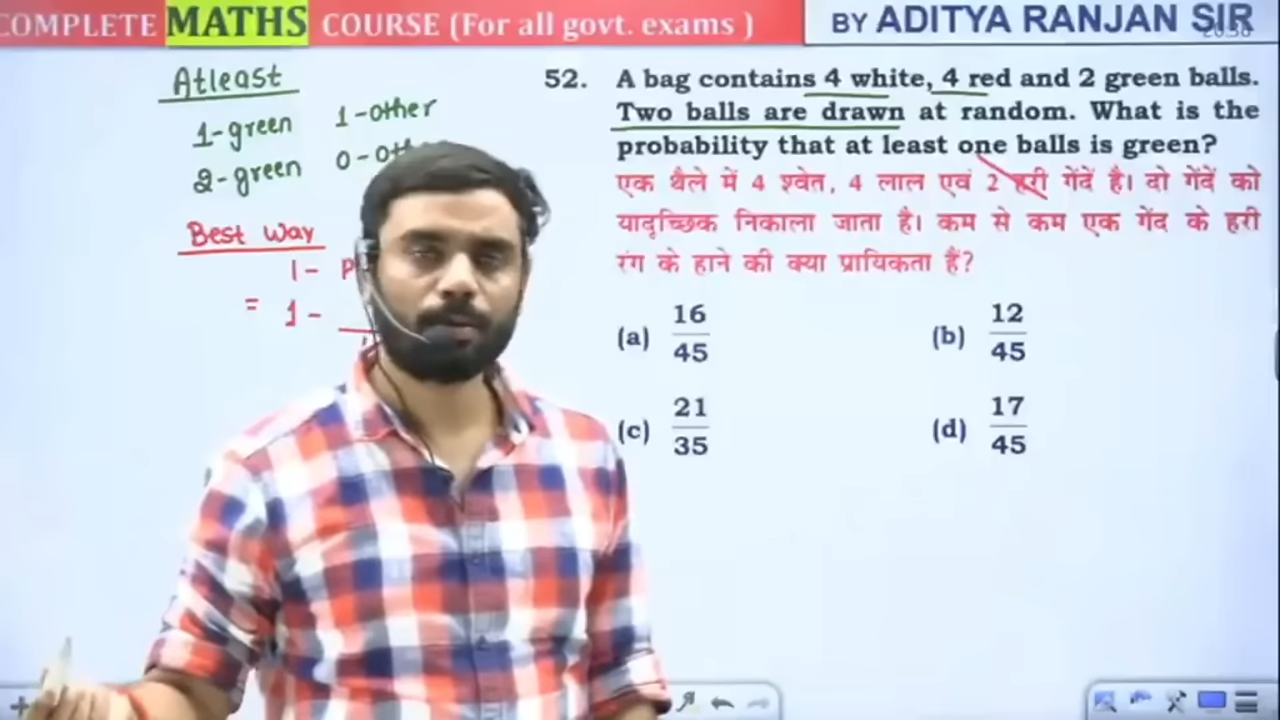 COMPLETE MATHS COURSE (For all govt. exams )
BY ADITYA RANJAN SIR
Atleast
1-green 1-other
2-green 0-
Best way
1- P
= 1-
52. A bag contains 4 white, 4 red and 2 green balls.
Two balls are drawn at random. What is the
probability that at least one balls is green?
एक थैले में 4 श्वेत, 4 लाल एवं 2 हरी गेंदें है। दो गेंदें को
यादृच्छिक निकाला जाता है। कम से कम एक गेंद के हरी
रंग के हाने की क्या प्रायिकता हैं?
(a) 16/45 (b) 12/45
(c) 21/35 (d) 17/45